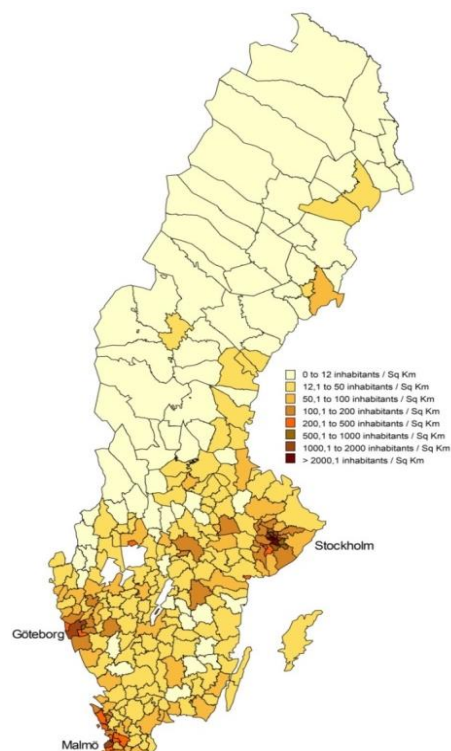 0 to 12 inhabitants / Sq Km
12,1 to 50 inhabitants / Sq Km
50,1 to 100 inhabitants / Sq Km
100,1 to 200 inhabitants / Sq Km
200,1 to 500 inhabitants / Sq Km
500,1 to 1000 inhabitants / Sq Km
1000,1 to 2000 inhabitants / Sq Km
> 2000,1 inhabitants / Sq Km
Stockholm
Göteborg
Malmö